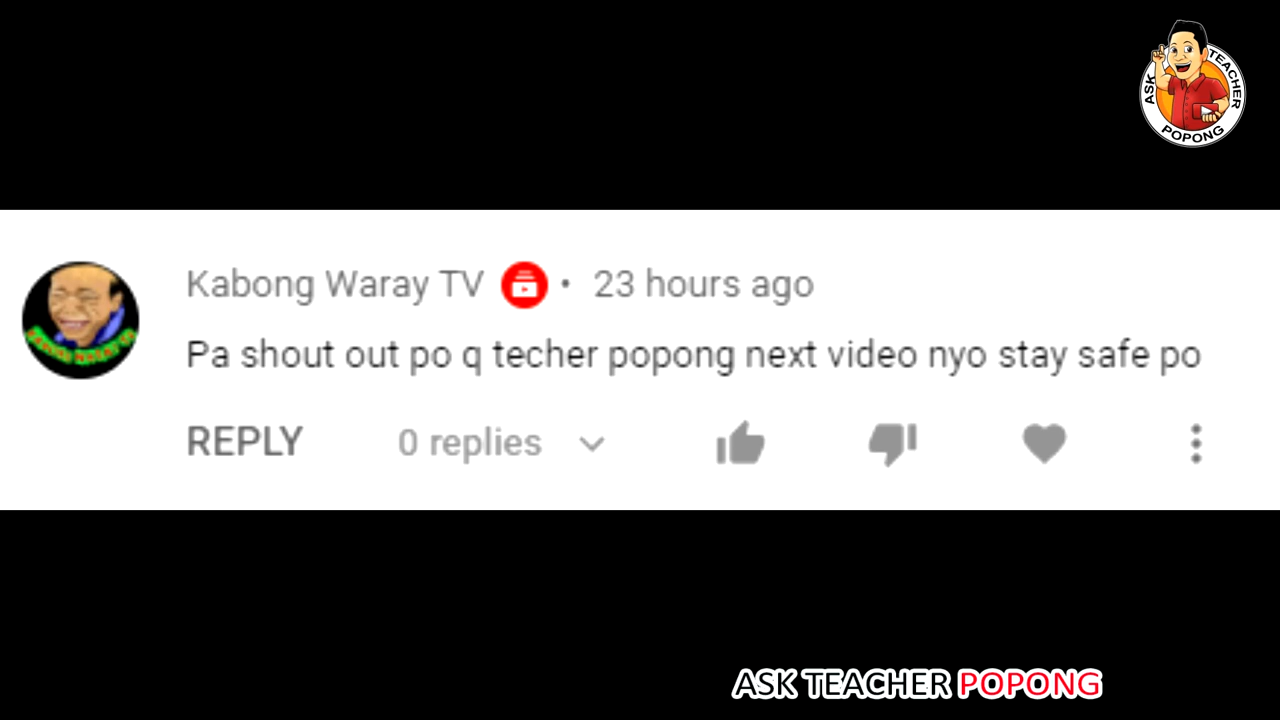 ASK TEACHER POPONG
Kabong Waray TV • 23 hours ago
Pa shout out po q techer popong next video nyo stay safe po
REPLY 0 replies
ASK TEACHER POPONG